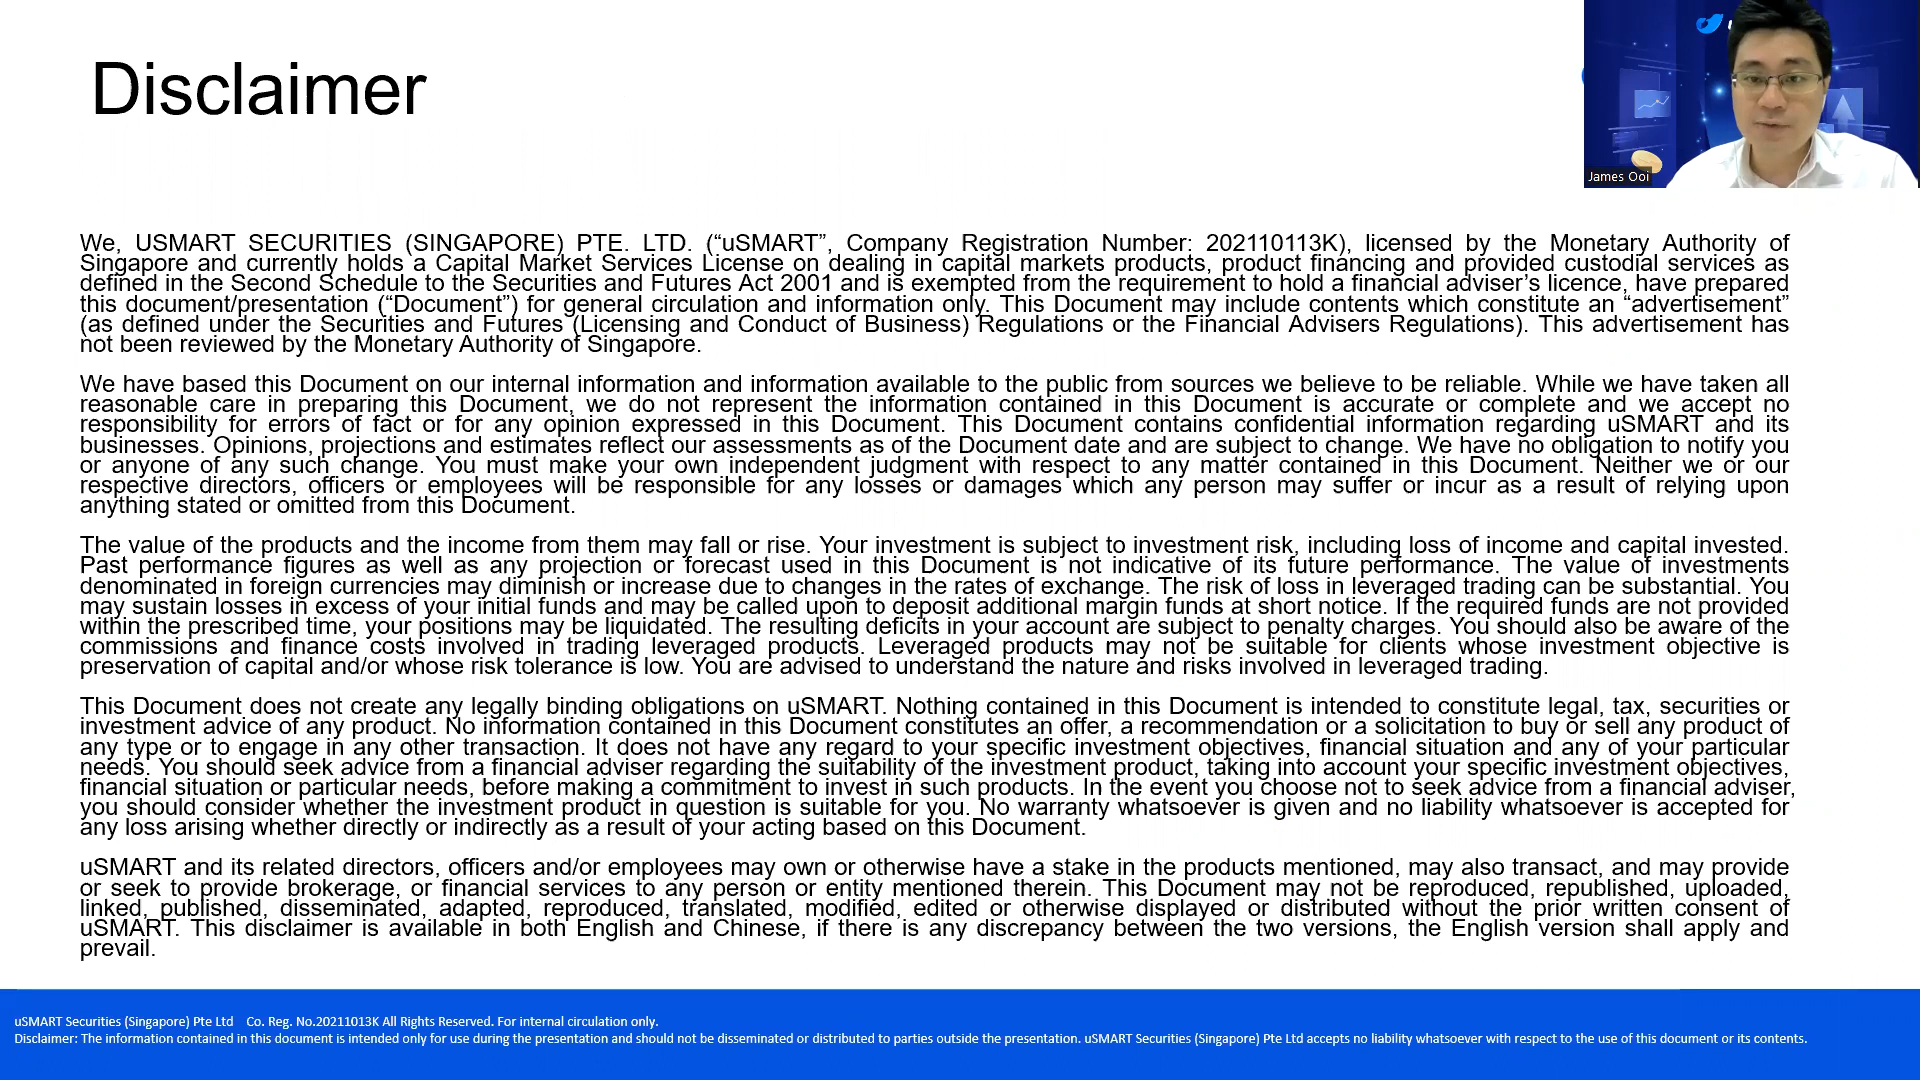 Disclaimer
James Ooi
We, USMART SECURITIES (SINGAPORE) PTE. LTD. (“uSMART”, Company Registration Number: 202110113K), licensed by the Monetary Authority of
Singapore and currently holds a Capital Market Services License on dealing in capital markets products, product financing and provided custodial services as
defined in the Second Schedule to the Securities and Futures Act 2001 and is exempted from the requirement to hold a financial adviser’s licence, have prepared
this document/presentation (“Document”) for general circulation and information only. This Document may include contents which constitute an “advertisement”
(as defined under the Securities and Futures (Licensing and Conduct of Business) Regulations or the Financial Advisers Regulations). This advertisement has
not been reviewed by the Monetary Authority of Singapore.
We have based this Document on our internal information and information available to the public from sources we believe to be reliable. While we have taken all
reasonable care in preparing this Document, we do not represent the information contained in this Document is accurate or complete and we accept no
responsibility for errors of fact or for any opinion expressed in this Document. This Document contains confidential information regarding uSMART and its
businesses. Opinions, projections and estimates reflect our assessments as of the Document date and are subject to change. We have no obligation to notify you
or anyone of any such change. You must make your own independent judgment with respect to any matter contained in this Document. Neither we or our
respective directors, officers or employees will be responsible for any losses or damages which any person may suffer or incur as a result of relying upon
anything stated or omitted from this Document.
The value of the products and the income from them may fall or rise. Your investment is subject to investment risk, including loss of income and capital invested.
Past performance figures as well as any projection or forecast used in this Document is not indicative of its future performance. The value of investments
denominated in foreign currencies may diminish or increase due to changes in the rates of exchange. The risk of loss in leveraged trading can be substantial. You
may sustain losses in excess of your initial funds and may be called upon to deposit additional margin funds at short notice. If the required funds are not provided
within the prescribed time, your positions may be liquidated. The resulting deficits in your account are subject to penalty charges. You should also be aware of the
commissions and finance costs involved in trading leveraged products. Leveraged products may not be suitable for clients whose investment objective is
preservation of capital and/or whose risk tolerance is low. You are advised to understand the nature and risks involved in leveraged trading.
This Document does not create any legally binding obligations on uSMART. Nothing contained in this Document is intended to constitute legal, tax, securities or
investment advice of any product. No information contained in this Document constitutes an offer, a recommendation or a solicitation to buy or sell any product of
any type or to engage in any other transaction. It does not have any regard to your specific investment objectives, financial situation and any of your particular
needs. You should seek advice from a financial adviser regarding the suitability of the investment product, taking into account your specific investment objectives,
financial situation or particular needs, before making a commitment to invest in such products. In the event you choose not to seek advice from a financial adviser,
you should consider whether the investment product in question is suitable for you. No warranty whatsoever is given and no liability whatsoever is accepted for
any loss arising whether directly or indirectly as a result of your acting based on this Document.
uSMART and its related directors, officers and/or employees may own or otherwise have a stake in the products mentioned, may also transact, and may provide
or seek to provide brokerage, or financial services to any person or entity mentioned therein. This Document may not be reproduced, republished, uploaded,
linked, published, disseminated, adapted, reproduced, translated, modified, edited or otherwise displayed or distributed without the prior written consent of
uSMART. This disclaimer is available in both English and Chinese, if there is any discrepancy between the two versions, the English version shall apply and
prevail.
uSMART Securities (Singapore) Pte Ltd Co. Reg. No.20211013K All Rights Reserved. For internal circulation only.
Disclaimer: The information contained in this document is intended only for use during the presentation and should not be disseminated or distributed to parties outside the presentation. uSMART Securities (Singapore) Pte Ltd accepts no liability whatsoever with respect to the use of this document or its contents.